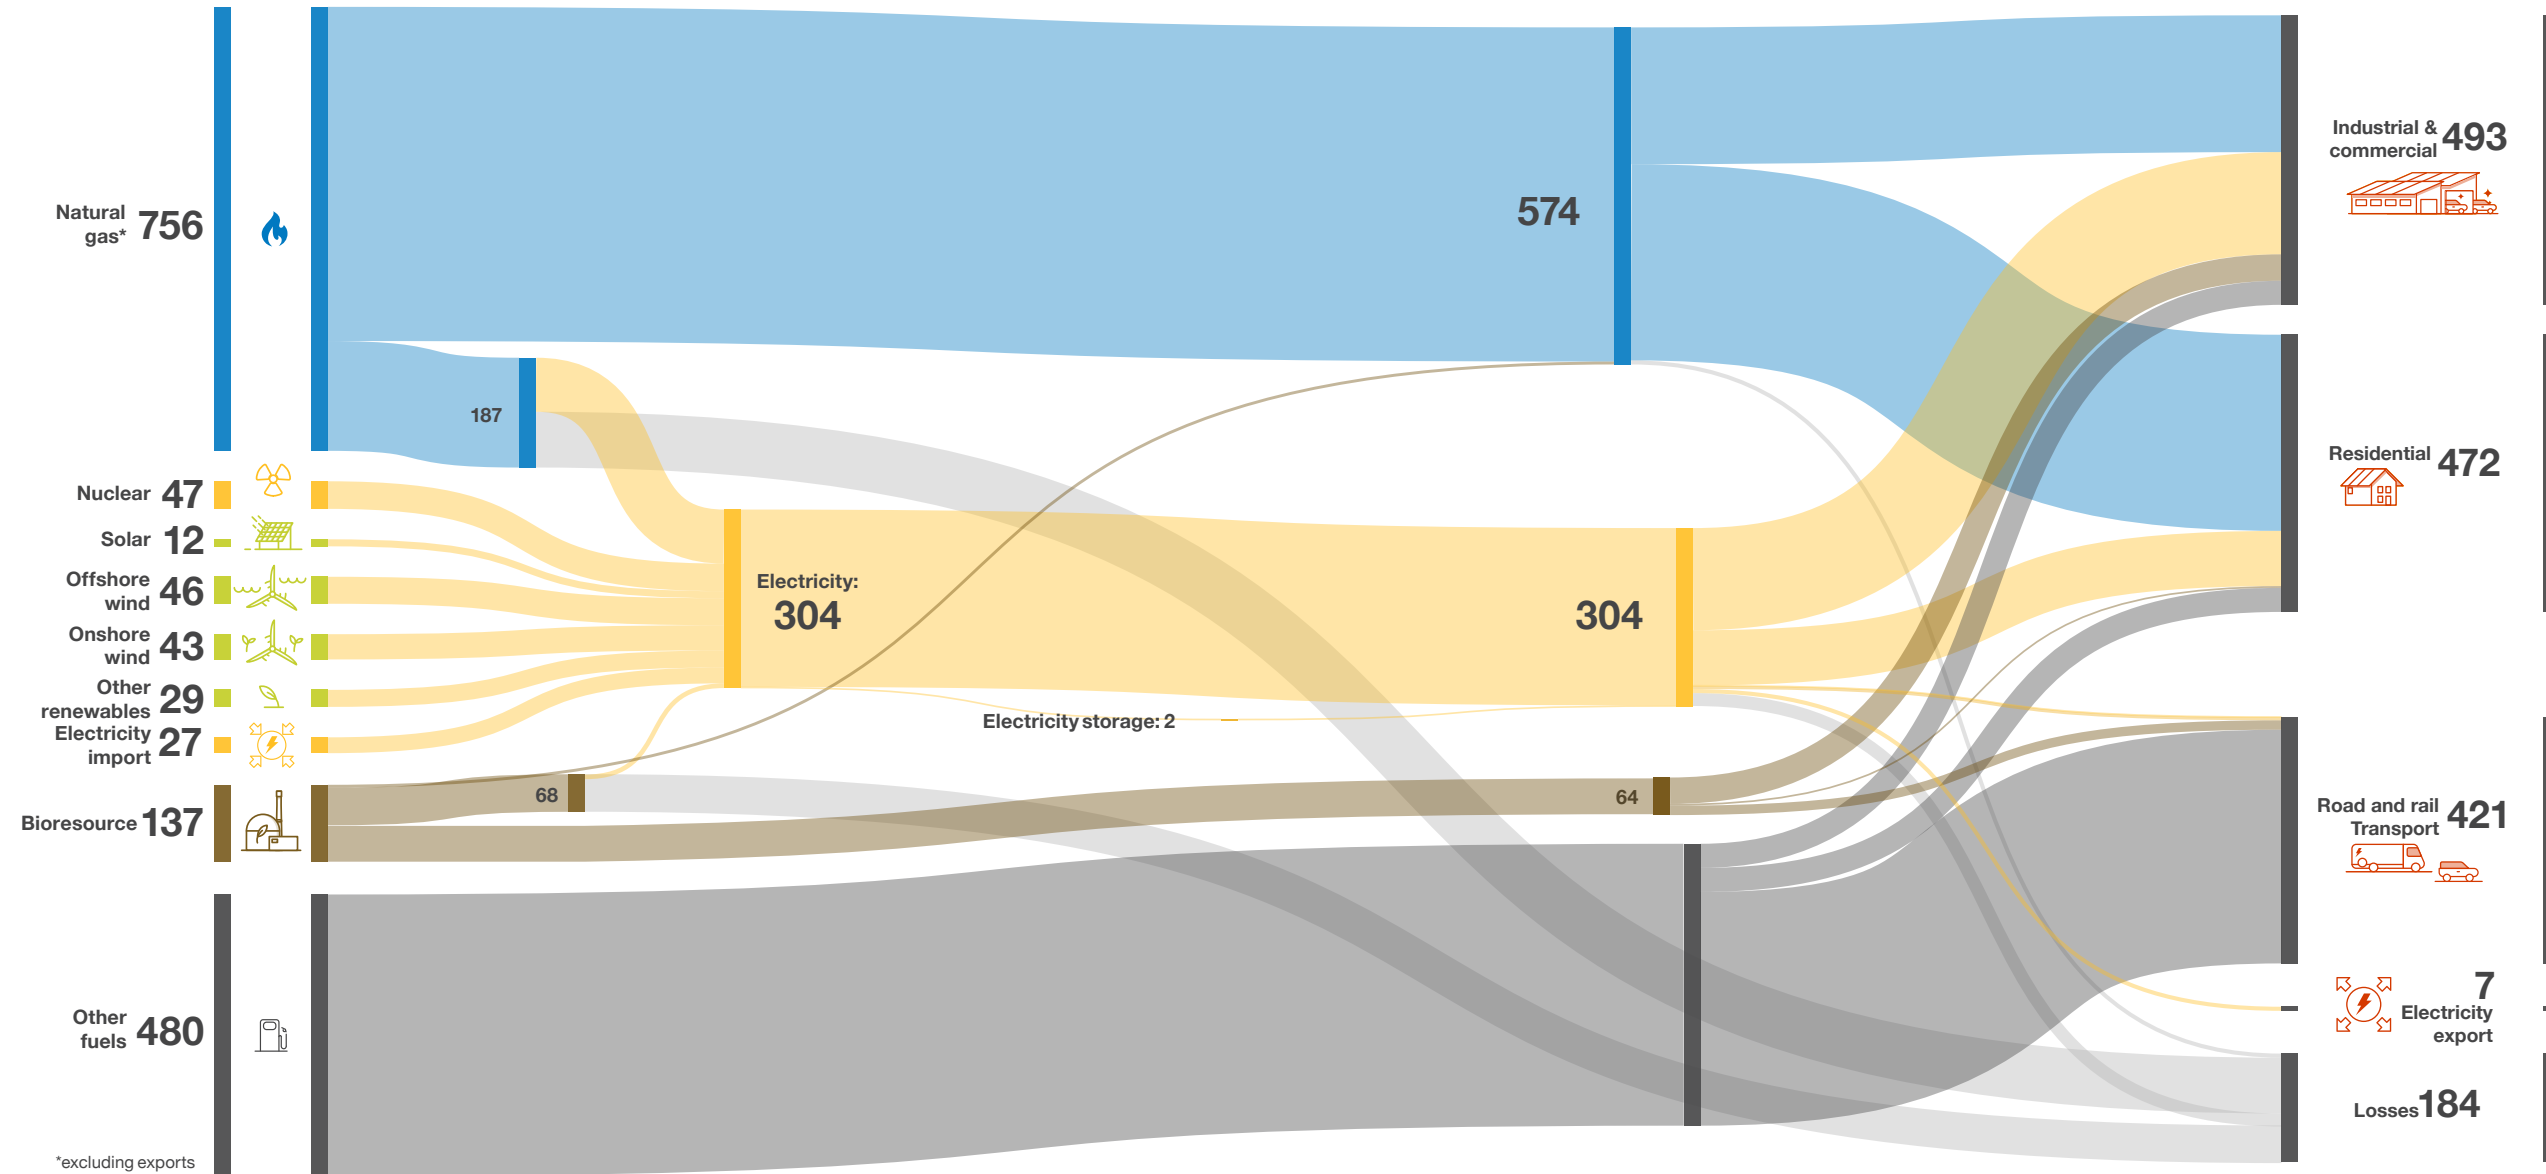 Natural
gas* 756
Nuclear 47
Solar 12
Offshore
wind 46
Onshore
wind 43
Other
renewables 29
Electricity
import 27
Bioresource 137
Other
fuels 480
*excluding exports
187
68
Electricity:
304
Electricity storage: 2
574
304
64
Industrial &
commercial 493
Residential 472
Road and rail
Transport 421
7
Electricity
export
Losses 184